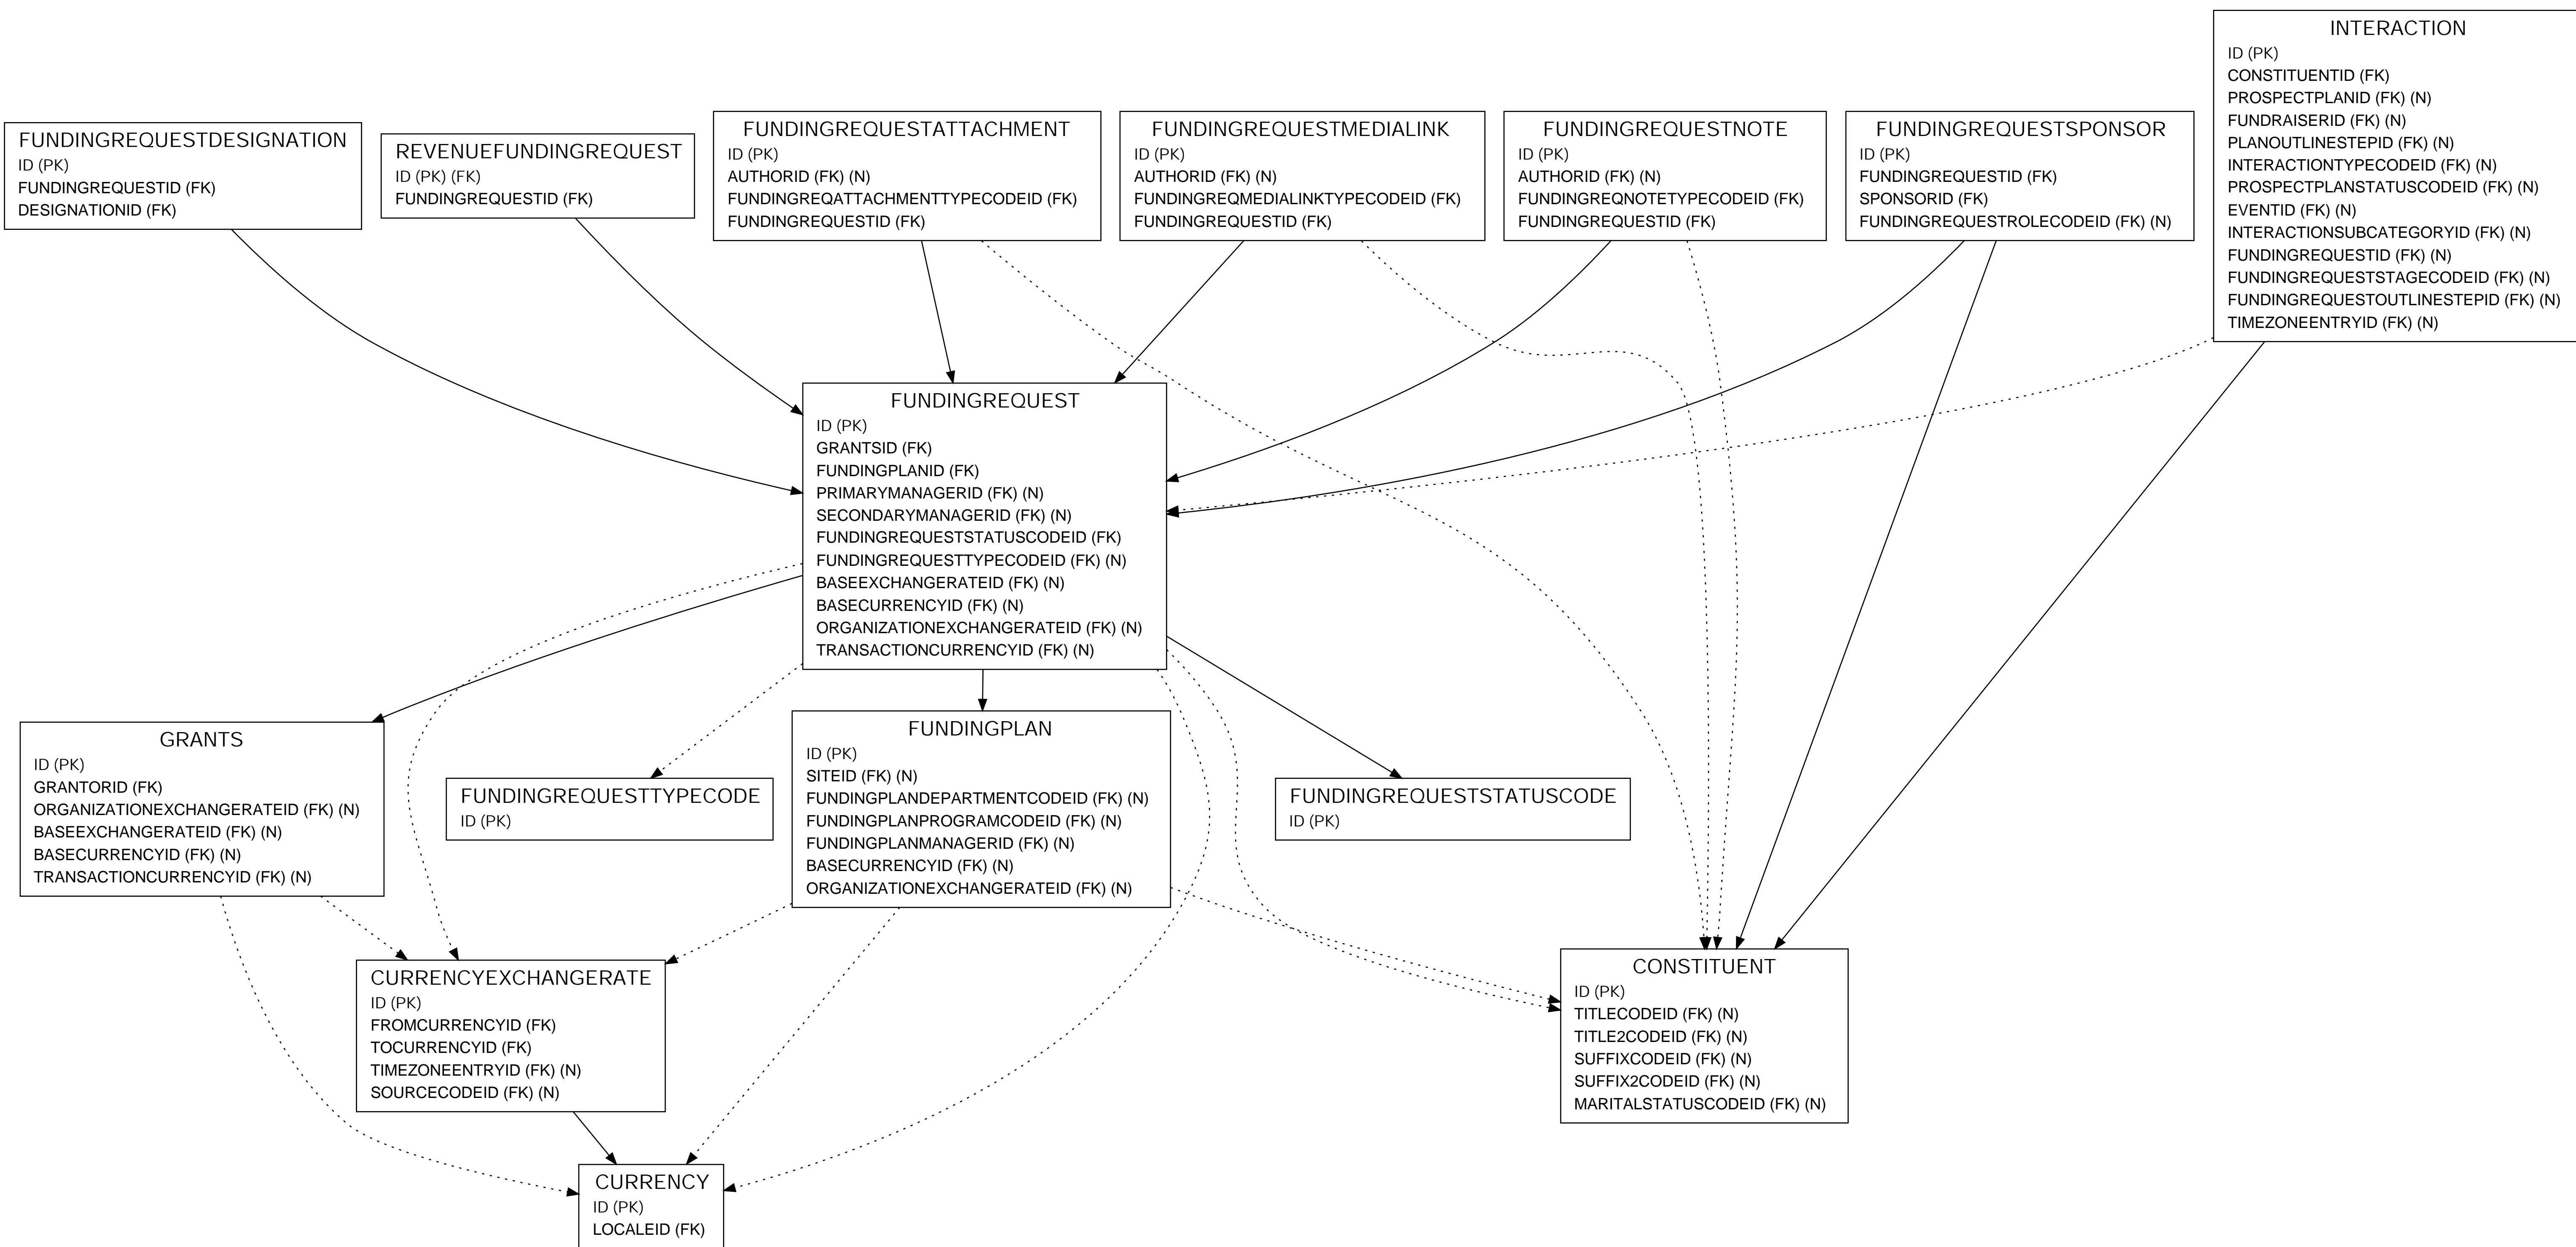 INTERACTION
ID (PK)
CONSTITUENTID (FK)
PROSPECTPLANID (FK) (N)
FUNDRAISERID (FK) (N)
PLANOUTLINESTEPID (FK) (N)
INTERACTIONTYPECODEID (FK) (N)
PROSPECTPLANSTATUSCODEID (FK) (N)
EVENTID (FK) (N)
INTERACTIONSUBCATEGORYID (FK) (N)
FUNDINGREQUESTID (FK) (N)
FUNDINGREQUESTSTAGECODEID (FK) (N)
FUNDINGREQUESTOUTLINESTEPID (FK) (N)
TIMEZONEENTRYID (FK) (N)
FUNDINGREQUESTDESIGNATION
ID (PK)
FUNDINGREQUESTID (FK)
DESIGNATIONID (FK)
REVENUEFUNDINGREQUEST
ID (PK) (FK)
FUNDINGREQUESTID (FK)
FUNDINGREQUESTATTACHMENT
ID (PK)
AUTHORID (FK) (N)
FUNDINGREQATTACHMENTTYPECODEID (FK)
FUNDINGREQUESTID (FK)
FUNDINGREQUESTMEDIALINK
ID (PK)
AUTHORID (FK) (N)
FUNDINGREQMEDIALINKTYPECODEID (FK)
FUNDINGREQUESTID (FK)
FUNDINGREQUESTNOTE
ID (PK)
AUTHORID (FK) (N)
FUNDINGREQNOTETYPECODEID (FK)
FUNDINGREQUESTID (FK)
FUNDINGREQUESTSPONSOR
ID (PK)
FUNDINGREQUESTID (FK)
SPONSORID (FK)
FUNDINGREQUESTROLECODEID (FK) (N)
FUNDINGREQUEST
ID (PK)
GRANTSID (FK)
FUNDINGPLANID (FK)
PRIMARYMANAGERID (FK) (N)
SECONDARYMANAGERID (FK) (N)
FUNDINGREQUESTSTATUSCODEID (FK)
FUNDINGREQUESTTYPECODEID (FK) (N)
BASEEXCHANGERATEID (FK) (N)
BASECURRENCYID (FK) (N)
ORGANIZATIONEXCHANGERATEID (FK) (N)
TRANSACTIONCURRENCYID (FK) (N)
GRANTS
ID (PK)
GRANTORID (FK)
ORGANIZATIONEXCHANGERATEID (FK) (N)
BASEEXCHANGERATEID (FK) (N)
BASECURRENCYID (FK) (N)
TRANSACTIONCURRENCYID (FK) (N)
FUNDINGREQUESTTYPECODE
ID (PK)
FUNDINGPLAN
ID (PK)
SITEID (FK) (N)
FUNDINGPLANDEPARTMENTCODEID (FK) (N)
FUNDINGPLANPROGRAMCODEID (FK) (N)
FUNDINGPLANMANAGERID (FK) (N)
BASECURRENCYID (FK) (N)
ORGANIZATIONEXCHANGERATEID (FK) (N)
FUNDINGREQUESTSTATUSCODE
ID (PK)
CURRENCYEXCHANGERATE
ID (PK)
FROMCURRENCYID (FK)
TOCURRENCYID (FK)
TIMEZONEENTRYID (FK) (N)
SOURCECODEID (FK) (N)
CONSTITUENT
ID (PK)
TITLECODEID (FK) (N)
TITLE2CODEID (FK) (N)
SUFFIXCODEID (FK) (N)
SUFFIX2CODEID (FK) (N)
MARITALSTATUSCODEID (FK) (N)
CURRENCY
ID (PK)
LOCALEID (FK)